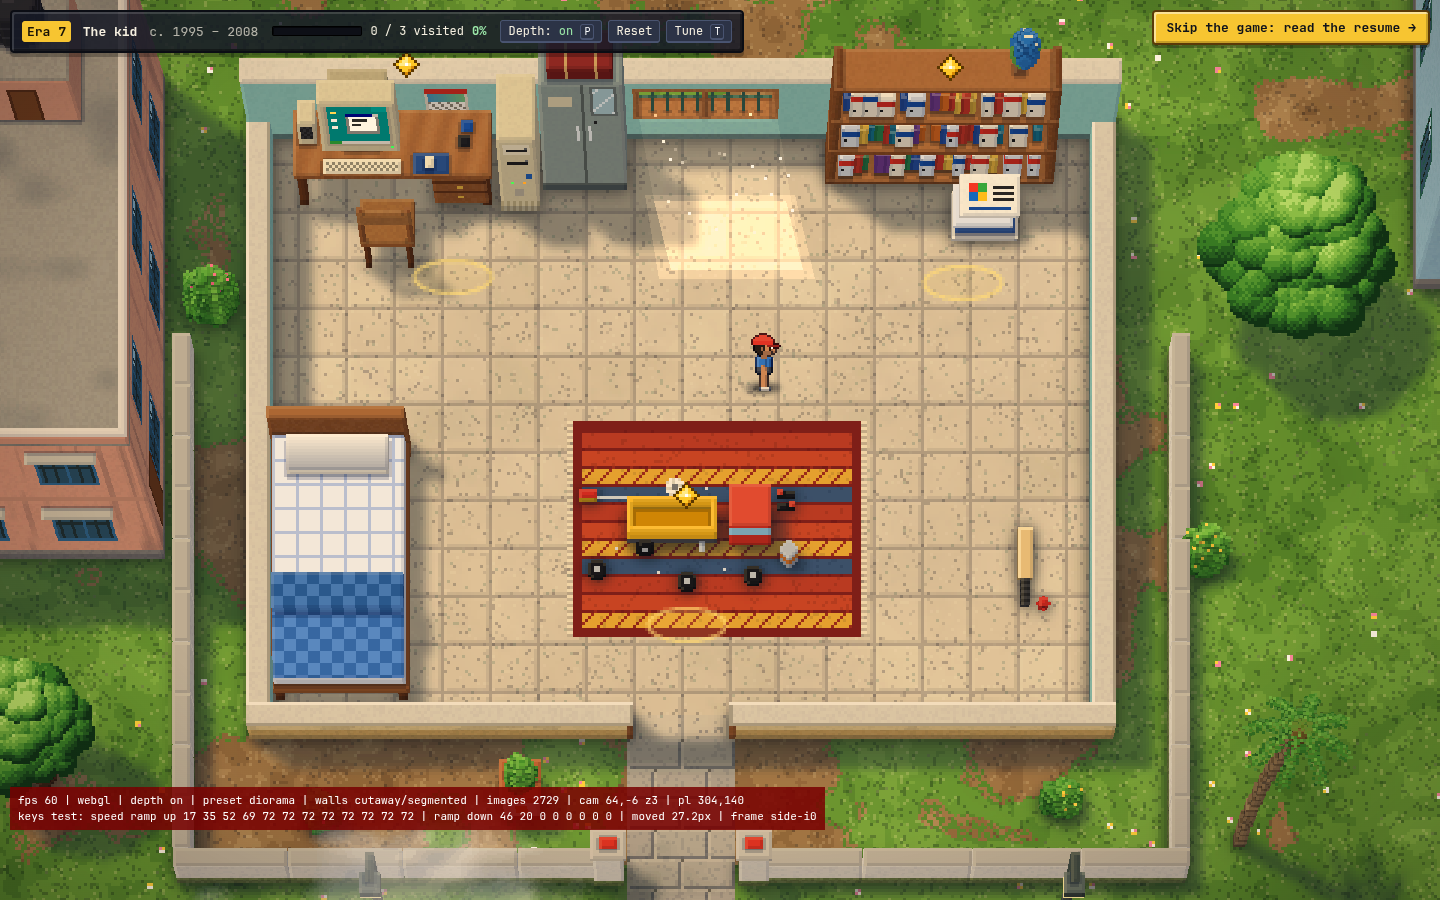 Era 7 The kid c. 1995 – 2008 0 / 3 visited 0% Depth: on P Reset Tune T
Skip the game: read the resume →
fps 60 | webgl | depth on | preset diorama | walls cutaway/segmented | images 2729 | cam 64,-6 z3 | pl 304,140
keys test: speed ramp up 17 35 52 69 72 72 72 72 72 72 72 72 | ramp down 46 20 0 0 0 0 0 0 | moved 27.2px | frame side-i0